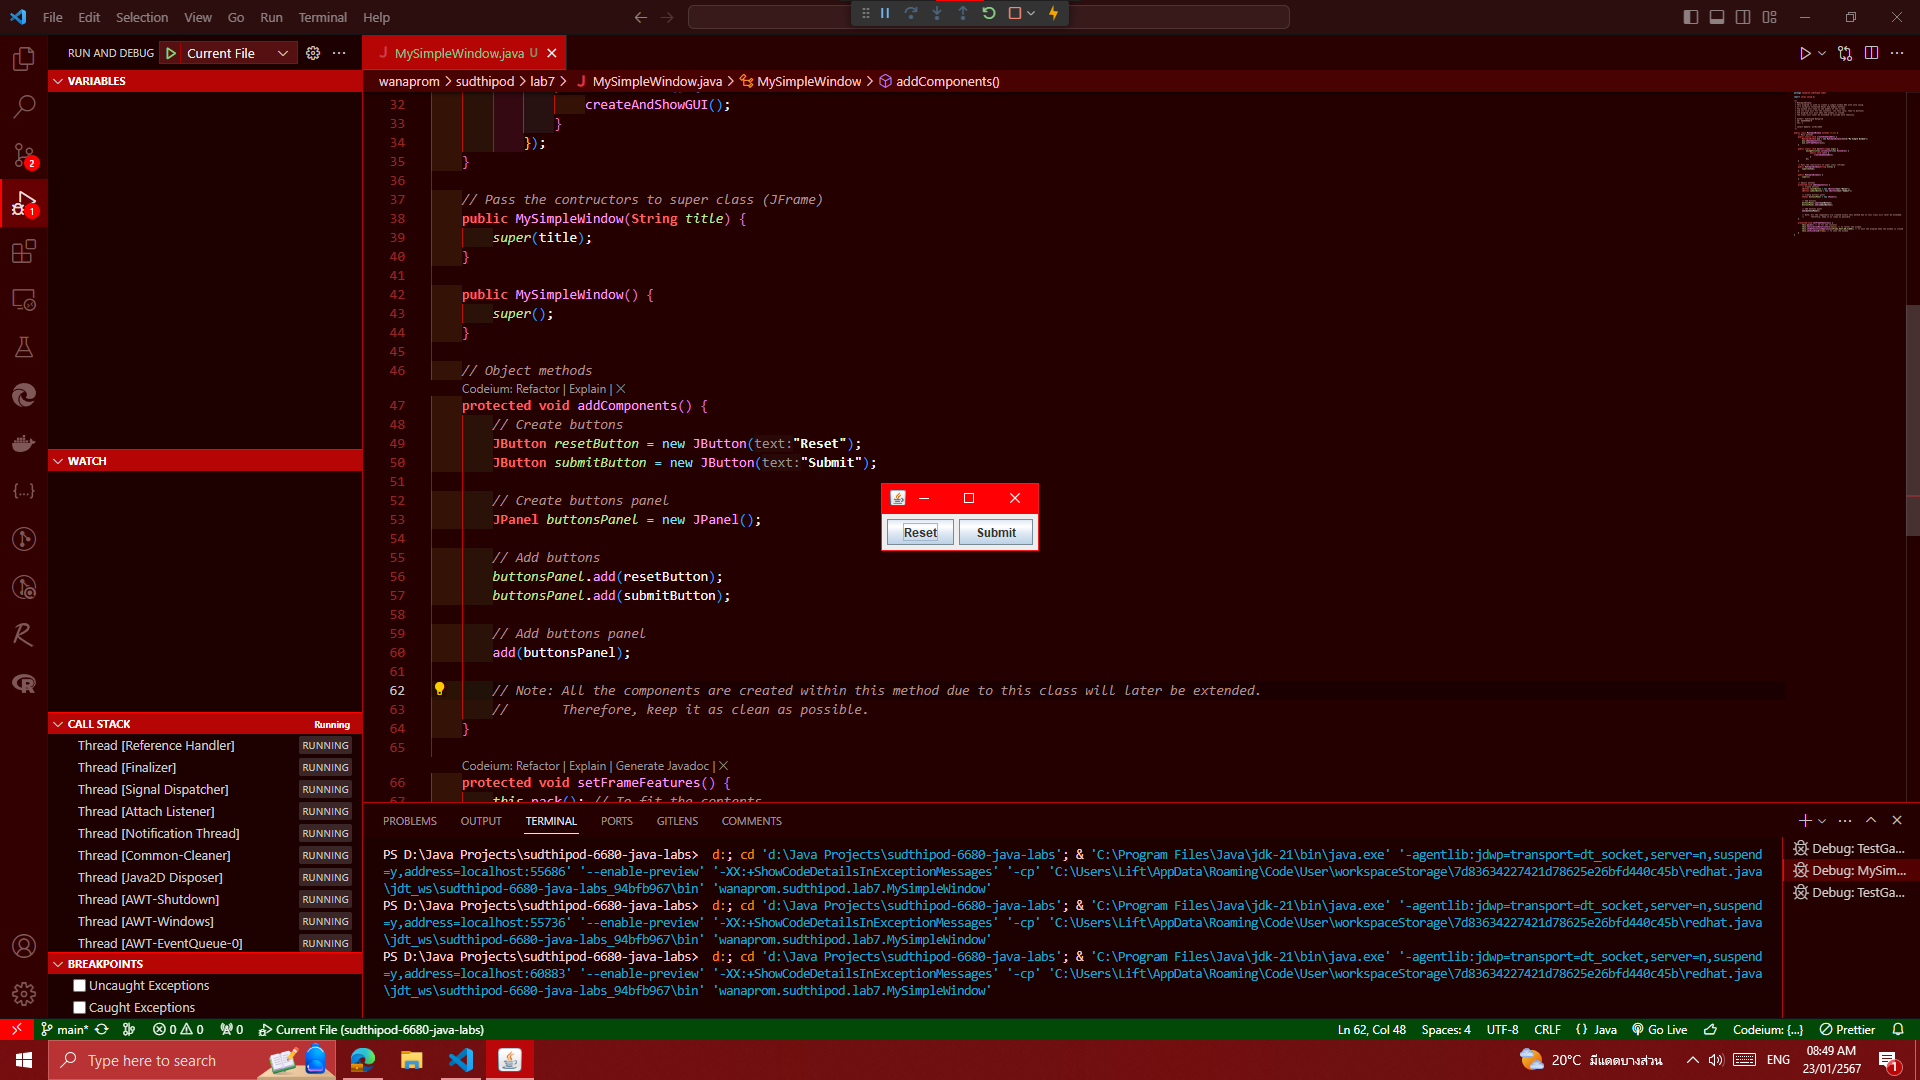 File Edit Selection View Go Run Terminal Help
RUN AND DEBUG Current File
MySimpleWindow.java U
VARIABLES
wanaprom > sudthipod > lab7 > MySimpleWindow.java > MySimpleWindow > addComponents()
32 createAndShowGUI();
33 }
34 });
35 }
36
37 // Pass the contructors to super class (JFrame)
38 public MySimpleWindow(String title) {
39 super(title);
40 }
41
42 public MySimpleWindow() {
43 super();
44 }
45
46 // Object methods
Codeium: Refactor | Explain | X
47 protected void addComponents() {
48 // Create buttons
49 JButton resetButton = new JButton(text:"Reset");
50 JButton submitButton = new JButton(text:"Submit");
51
52 // Create buttons panel
53 JPanel buttonsPanel = new JPanel();
54
55 // Add buttons
56 buttonsPanel.add(resetButton);
57 buttonsPanel.add(submitButton);
58
59 // Add buttons panel
60 add(buttonsPanel);
61
62 // Note: All the components are created within this method due to this class will later be extended.
63 // Therefore, keep it as clean as possible.
64 }
65
Codeium: Refactor | Explain | Generate Javadoc | X
66 protected void setFrameFeatures() {
67 this.pack(); // To fit the contents
Reset Submit
WATCH
CALL STACK Running
Thread [Reference Handler] RUNNING
Thread [Finalizer] RUNNING
Thread [Signal Dispatcher] RUNNING
Thread [Attach Listener] RUNNING
Thread [Notification Thread] RUNNING
Thread [Common-Cleaner] RUNNING
Thread [Java2D Disposer] RUNNING
Thread [AWT-Shutdown] RUNNING
Thread [AWT-Windows] RUNNING
Thread [AWT-EventQueue-0] RUNNING
BREAKPOINTS
Uncaught Exceptions
Caught Exceptions
2
1
PROBLEMS OUTPUT TERMINAL PORTS GITLENS COMMENTS
PS D:\Java Projects\sudthipod-6680-java-labs> d:; cd 'd:\Java Projects\sudthipod-6680-java-labs'; & 'C:\Program Files\Java\jdk-21\bin\java.exe' '-agentlib:jdwp=transport=dt_socket,server=n,suspend
=y,address=localhost:55686' '--enable-preview' '-XX:+ShowCodeDetailsInExceptionMessages' '-cp' 'C:\Users\Lift\AppData\Roaming\Code\User\workspaceStorage\7d83634227421d78625e26bfd440c45b\redhat.java
\jdt_ws\sudthipod-6680-java-labs_94bfb967\bin' 'wanaprom.sudthipod.lab7.MySimpleWindow'
PS D:\Java Projects\sudthipod-6680-java-labs> d:; cd 'd:\Java Projects\sudthipod-6680-java-labs'; & 'C:\Program Files\Java\jdk-21\bin\java.exe' '-agentlib:jdwp=transport=dt_socket,server=n,suspend
=y,address=localhost:55736' '--enable-preview' '-XX:+ShowCodeDetailsInExceptionMessages' '-cp' 'C:\Users\Lift\AppData\Roaming\Code\User\workspaceStorage\7d83634227421d78625e26bfd440c45b\redhat.java
\jdt_ws\sudthipod-6680-java-labs_94bfb967\bin' 'wanaprom.sudthipod.lab7.MySimpleWindow'
PS D:\Java Projects\sudthipod-6680-java-labs> d:; cd 'd:\Java Projects\sudthipod-6680-java-labs'; & 'C:\Program Files\Java\jdk-21\bin\java.exe' '-agentlib:jdwp=transport=dt_socket,server=n,suspend
=y,address=localhost:60883' '--enable-preview' '-XX:+ShowCodeDetailsInExceptionMessages' '-cp' 'C:\Users\Lift\AppData\Roaming\Code\User\workspaceStorage\7d83634227421d78625e26bfd440c45b\redhat.java
\jdt_ws\sudthipod-6680-java-labs_94bfb967\bin' 'wanaprom.sudthipod.lab7.MySimpleWindow'
Debug: TestGa...
Debug: MySim...
Debug: TestGa...
main* 0 0 0 Current File (sudthipod-6680-java-labs) Ln 62, Col 48 Spaces: 4 UTF-8 CRLF {} Java Go Live Codeium: {...} Prettier
Type here to search 20°C มีแดดบางส่วน ENG 08:49 AM
23/01/2567 1